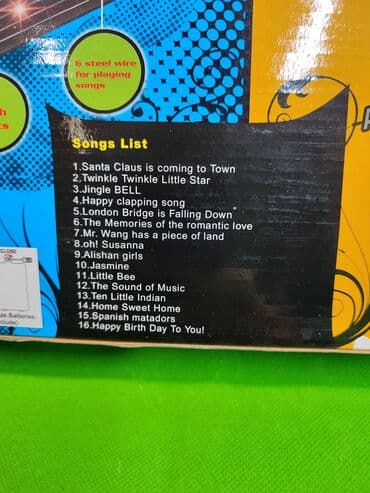 6 steel wire
for playing
songs
Songs List
1.Santa Claus is coming to Town
2.Twinkle Twinkle Little Star
3.Jingle BELL
4.Happy clapping song
5.London Bridge is Falling Down
6.The Memories of the romantic love
7.Mr. Wang has a piece of land
8.oh! Susanna
9.Alishan girls
10.Jasmine
11.Little Bee
12.The Sound of Music
13.Ten Little Indian
14.Home Sweet Home
15.Spanish matadors
16.Happy Birth Day To You!
CLOSE
Batteries.